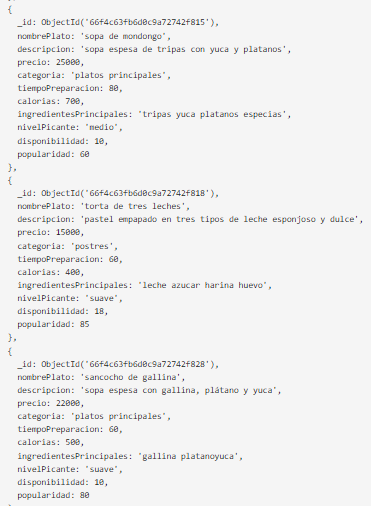 {
_id: ObjectId('66f4c63fb6d0c9a72742f815'),
nombrePlato: 'sopa de mondongo',
descripcion: 'sopa espesa de tripas con yuca y platanos',
precio: 25000,
categoria: 'platos principales',
tiempoPreparacion: 80,
calorias: 700,
ingredientesPrincipales: 'tripas yuca platanos especias',
nivelPicante: 'medio',
disponibilidad: 10,
popularidad: 60
},
{
_id: ObjectId('66f4c63fb6d0c9a72742f818'),
nombrePlato: 'torta de tres leches',
descripcion: 'pastel empapado en tres tipos de leche esponjoso y dulce',
precio: 15000,
categoria: 'postres',
tiempoPreparacion: 60,
calorias: 400,
ingredientesPrincipales: 'leche azucar harina huevo',
nivelPicante: 'suave',
disponibilidad: 18,
popularidad: 85
},
{
_id: ObjectId('66f4c63fb6d0c9a72742f828'),
nombrePlato: 'sancocho de gallina',
descripcion: 'sopa espesa con gallina, plátano y yuca',
precio: 22000,
categoria: 'platos principales',
tiempoPreparacion: 60,
calorias: 500,
ingredientesPrincipales: 'gallina platanoyuca',
nivelPicante: 'suave',
disponibilidad: 10,
popularidad: 80